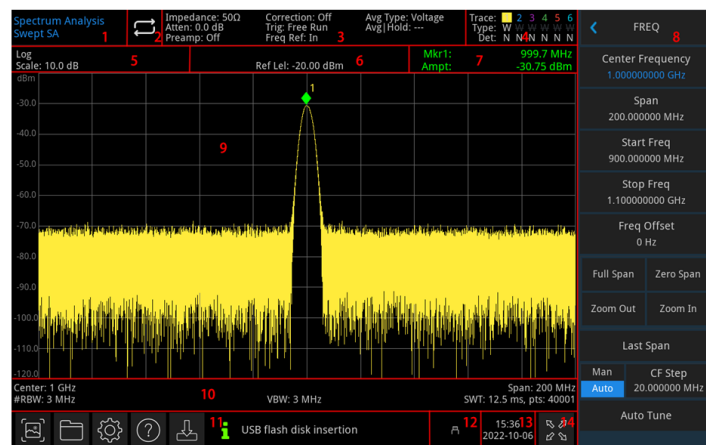 Spectrum Analysis
Swept SA
1
2
Impedance: 50Ω
Atten: 0.0 dB
Preamp: Off
Correction: Off
Trig: Free Run
Freq Ref: In
3
Avg Type: Voltage
Avg|Hold: ---
Trace: 1 2 3 4 5 6
Type: W W W W W W
Det: N N N N N N
4
FREQ
8
Log
Scale: 10.0 dB
5
Ref Lel: -20.00 dBm
6
7
Mkr1: 999.7 MHz
Ampt: -30.75 dBm
dBm
1
-30.0
-40.0
-50.0
-60.0
-70.0
-80.0
-90.0
-100.0
-110.0
-120.0
9
Center: 1 GHz
#RBW: 3 MHz
10
VBW: 3 MHz
Span: 200 MHz
SWT: 12.5 ms, pts: 40001
11
USB flash disk insertion
12
15:36
2022-10-06
13
14
Center Frequency
1.000000000 GHz
Span
200.000000 MHz
Start Freq
900.000000 MHz
Stop Freq
1.100000000 GHz
Freq Offset
0 Hz
Full Span
Zero Span
Zoom Out
Zoom In
Last Span
Man
Auto
CF Step
20.000000 MHz
Auto Tune